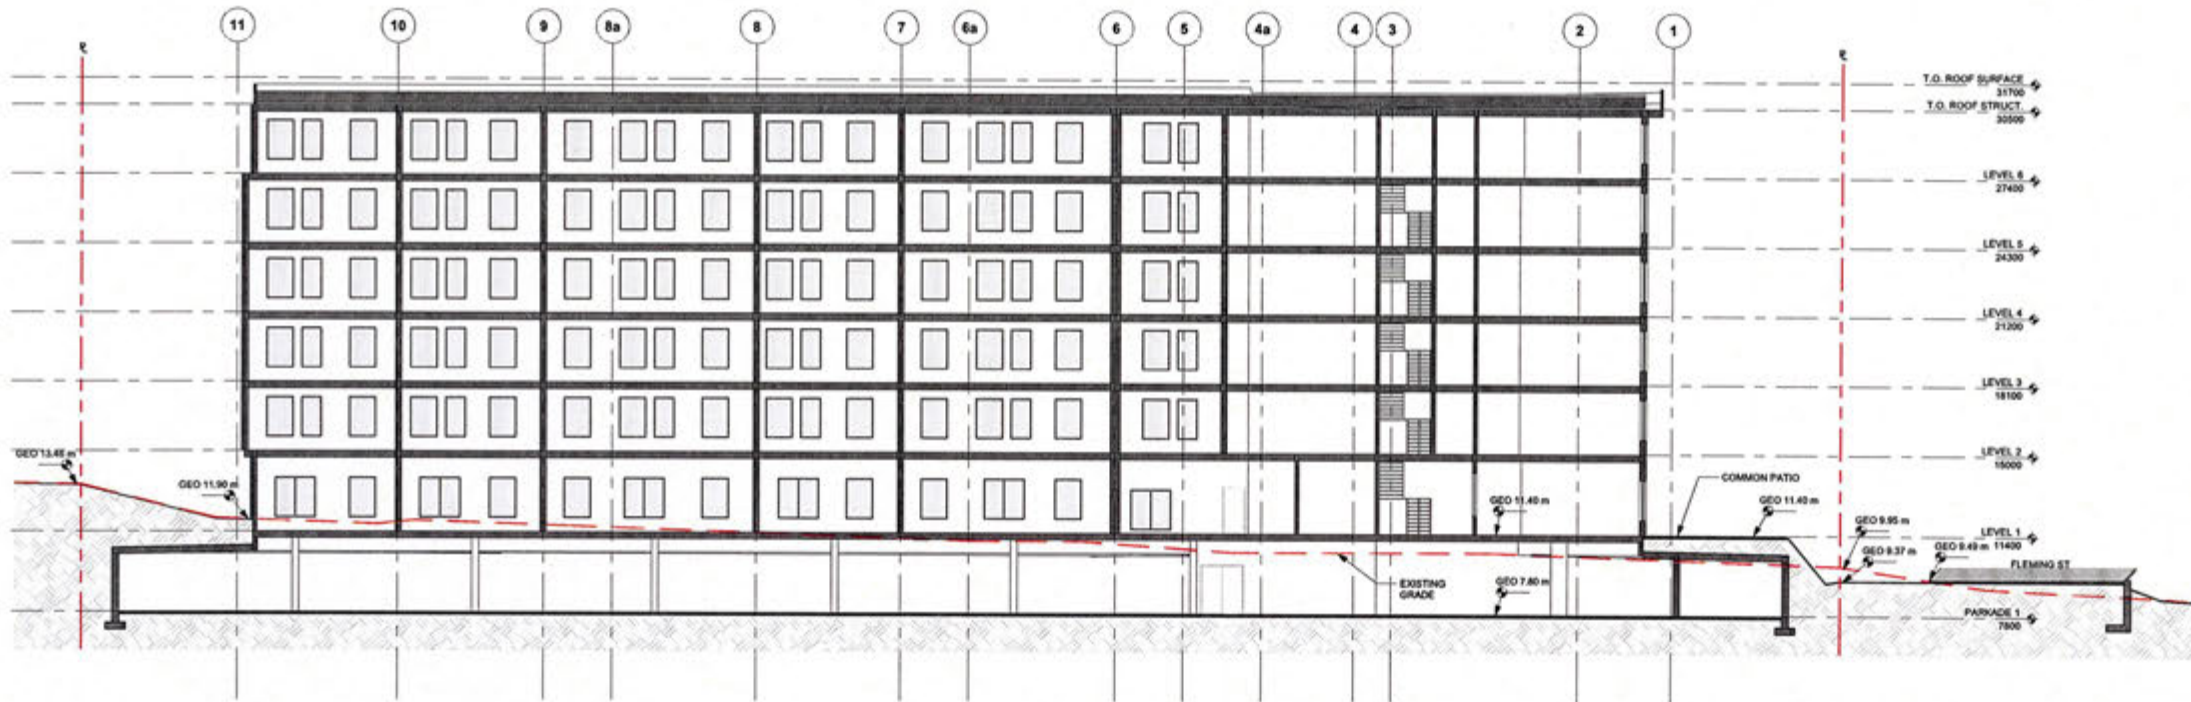 11 10 9 8a 8 7 6a 6 5 4a 4 3 2 1
T.O. ROOF SURFACE
31700
T.O. ROOF STRUCT.
30500
LEVEL 6
27400
LEVEL 5
24300
LEVEL 4
21200
LEVEL 3
18100
GEO 13.48 m
LEVEL 2
15000
COMMON PATIO
GEO 11.90 m
GEO 11.40 m
GEO 11.40 m
GEO 9.95 m
LEVEL 1
11400
GEO 9.37 m
GEO 9.49 m
FLEMING ST
EXISTING
GRADE
GEO 7.80 m
PARKADE 1
7800